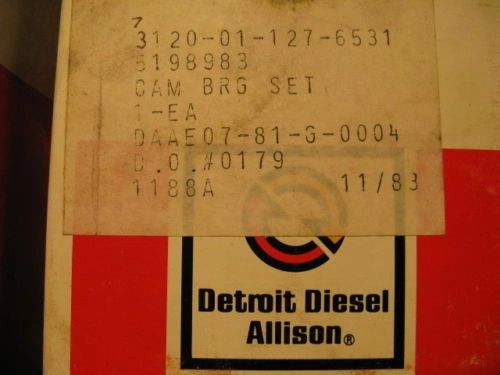 7
3120-01-127-6531
5198983
CAM BRG SET
1-EA
DAAE07-81-G-0004
D.O.#0179
1188A 11/83
Detroit Diesel
Allison®